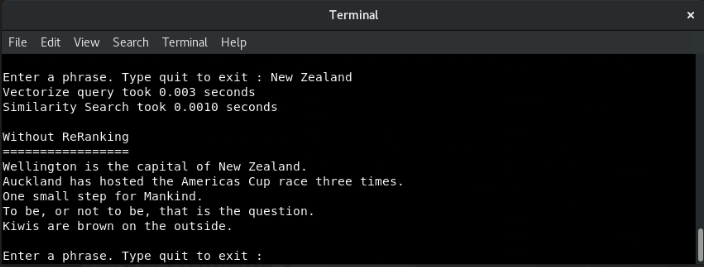 Terminal
×
File Edit View Search Terminal Help
Enter a phrase. Type quit to exit : New Zealand
Vectorize query took 0.003 seconds
Similarity Search took 0.0010 seconds
Without ReRanking
=================
Wellington is the capital of New Zealand.
Auckland has hosted the Americas Cup race three times.
One small step for Mankind.
To be, or not to be, that is the question.
Kiwis are brown on the outside.
Enter a phrase. Type quit to exit :